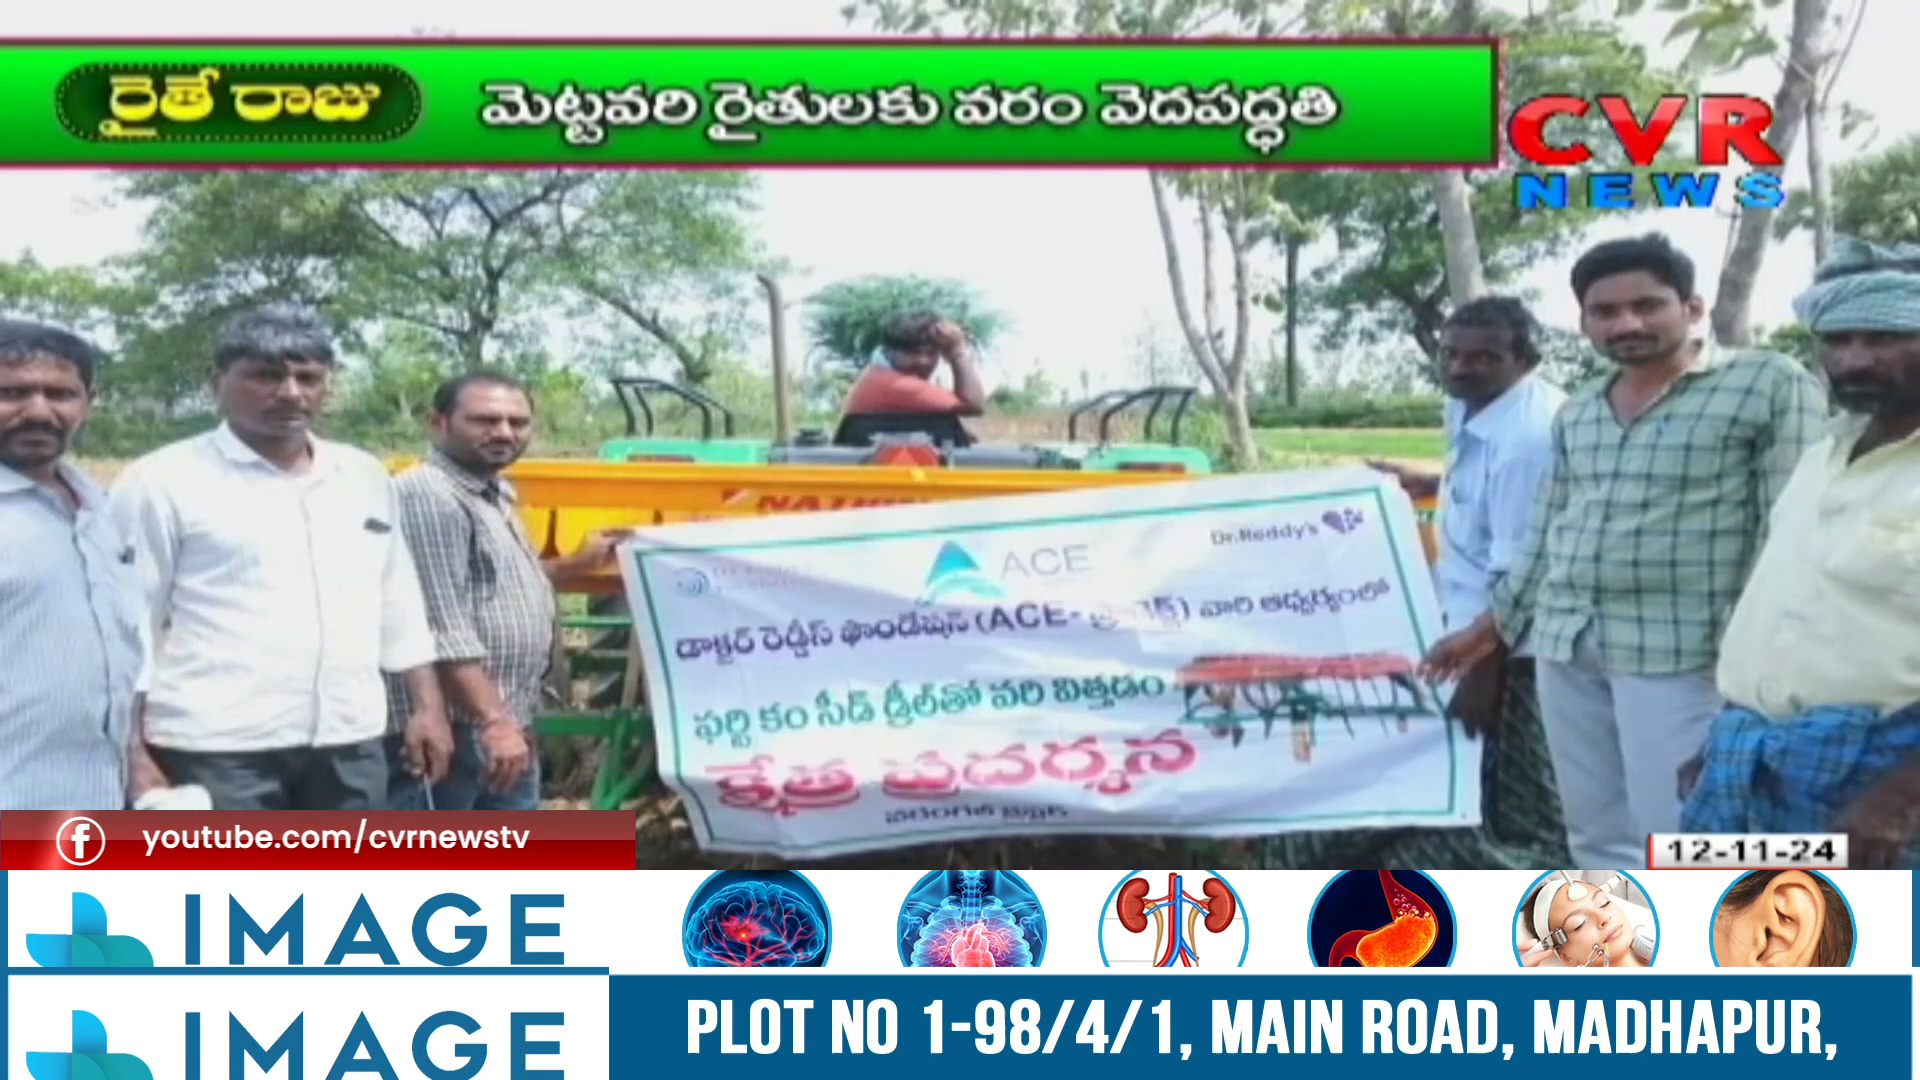 రైతే రాజు మెట్టవరి రైతులకు వరం వెదపద్ధతి
CVR
NEWS
ACE
Dr.Reddy's
డాక్టర్ రెడ్డీస్ ఫౌండేషన్ (ACE- వారి ఆధ్వర్యంలో
ఫర్టి కం సీడ్ డ్రిల్‌తో వరి విత్తడం
క్షేత్ర ప్రదర్శన
youtube.com/cvrnewstv
12-11-24
IMAGE
IMAGE
PLOT NO 1-98/4/1, MAIN ROAD, MADHAPUR,